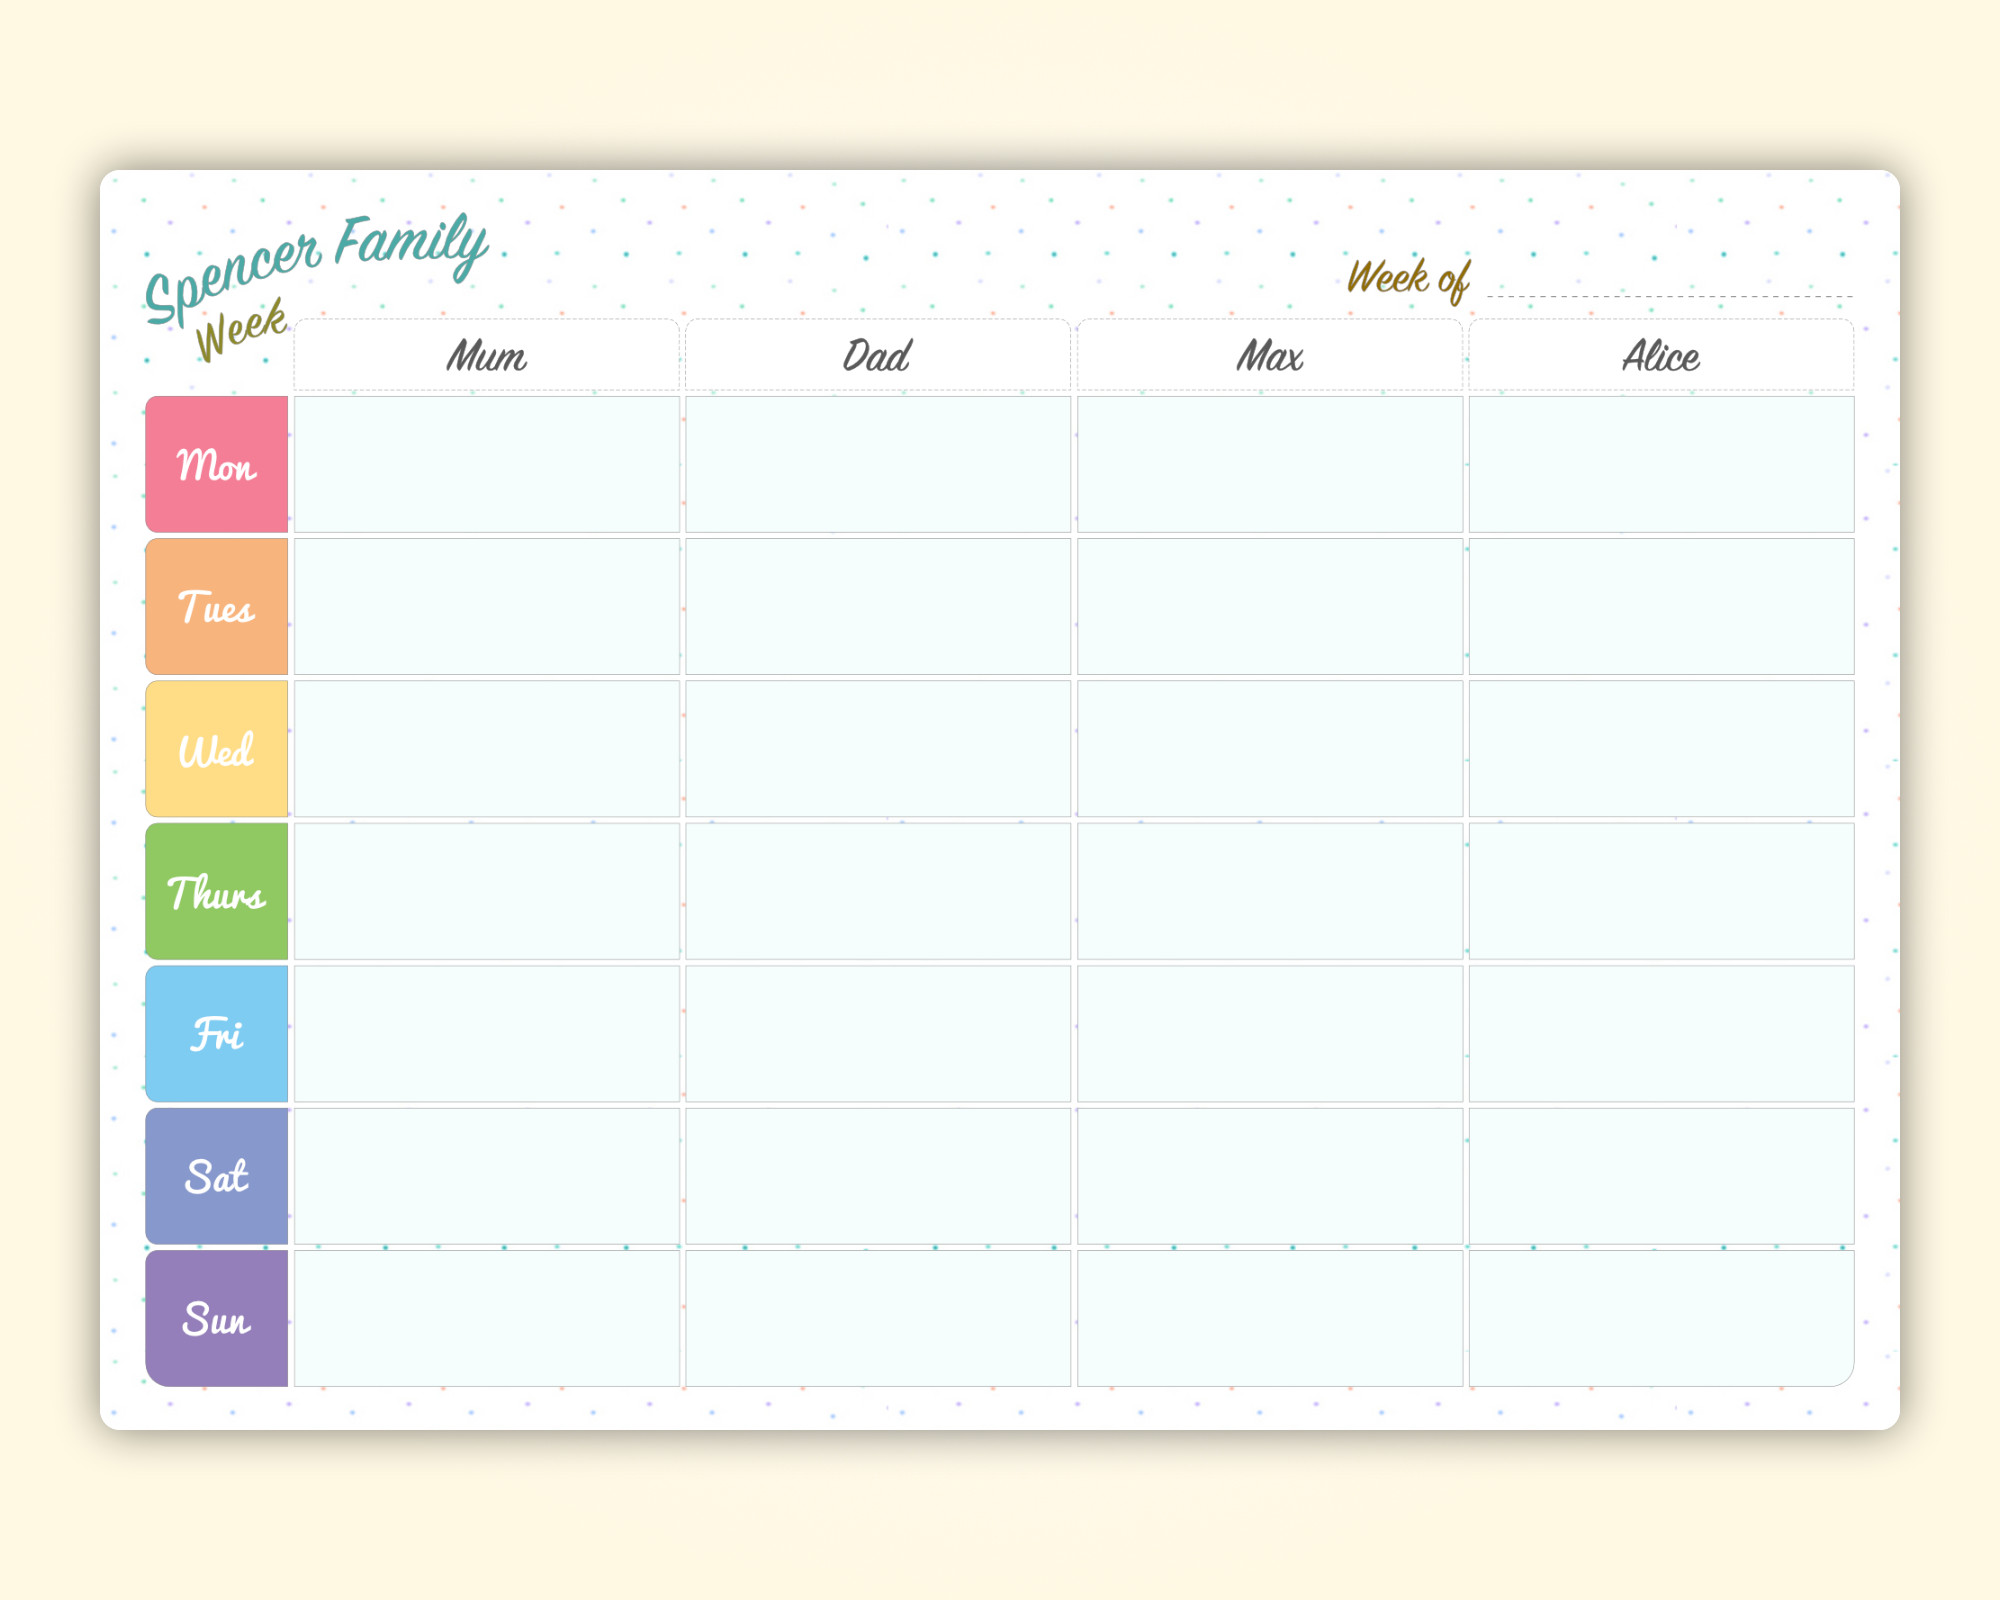 Spencer Family
Week
Week of
Mum Dad Max Alice
Mon
Tues
Wed
Thurs
Fri
Sat
Sun